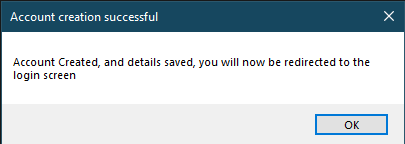 Account creation successful
Account Created, and details saved, you will now be redirected to the
login screen
OK